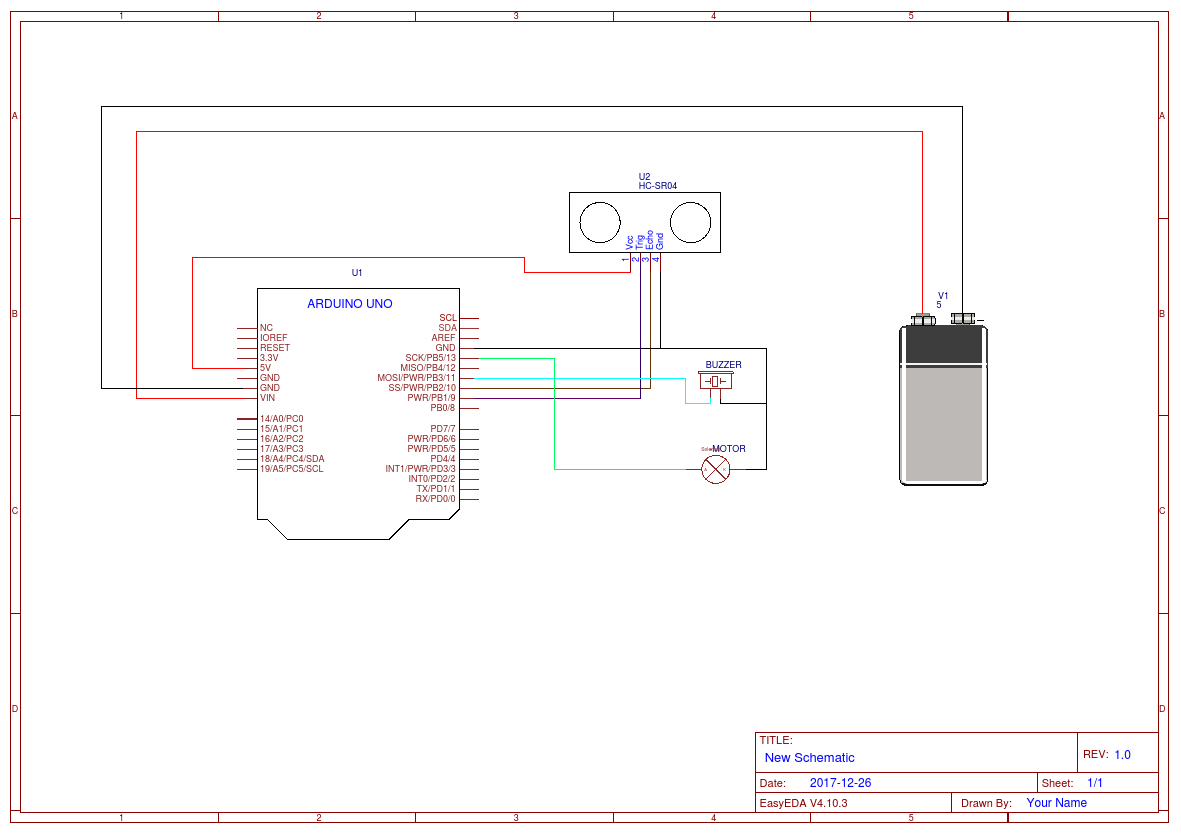 1 2 3 4 5
A A
U2
HC-SR04
Vcc
Trig
Echo
Gnd
1
2
3
4
B B
U1
ARDUINO UNO
V1
5
NC
IOREF
RESET
3.3V
5V
GND
GND
VIN
14/A0/PC0
15/A1/PC1
16/A2/PC2
17/A3/PC3
18/A4/PC4/SDA
19/A5/PC5/SCL
SCL
SDA
AREF
GND
SCK/PB5/13
MISO/PB4/12
MOSI/PWR/PB3/11
SS/PWR/PB2/10
PWR/PB1/9
PB0/8
PD7/7
PWR/PD6/6
PWR/PD5/5
PD4/4
INT1/PWR/PD3/3
INT0/PD2/2
TX/PD1/1
RX/PD0/0
BUZZER
MOTOR
C C
D D
TITLE:
New Schematic
REV: 1.0
Date: 2017-12-26
Sheet: 1/1
EasyEDA V4.10.3
Drawn By: Your Name
1 2 3 4 5